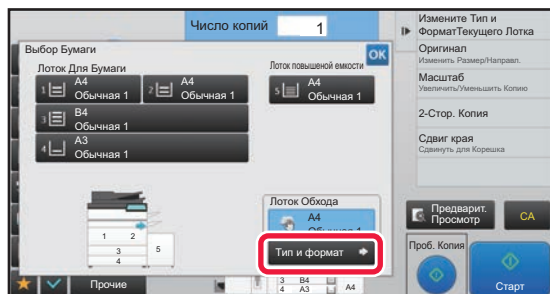 Число копий 1
Измените Тип и
ФорматТекущего Лотка
Выбор Бумаги
OK
Оригинал
Изменить Размер/Направл.
Лоток Для Бумаги
Лоток повышеной емкости
Масштаб
Увеличить/Уменьшить Копию
1 A4
Обычная 1
2 A4
Обычная 1
5 A4
Обычная 1
2-Стор. Копия
3 B4
Обычная 1
Сдвиг края
Сдвинуть для Корешка
4 A3
Обычная 1
Лоток Обхода
A4
Обычная 1
Предварит.
Просмотр
CA
1 2
3
4
5
Тип и формат
Проб. Копия
Прочие
3 B4
4 A3
A4
Старт